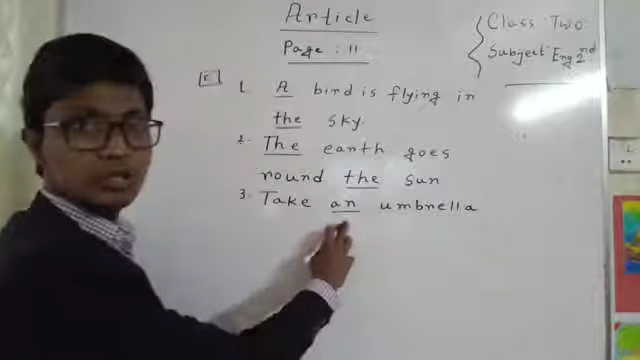 Article
Page : 11
Class Two
Subject: Eng 2nd
[c]
1. A bird is flying in
the sky.
2. The earth goes
round the sun
3. Take an umbrella